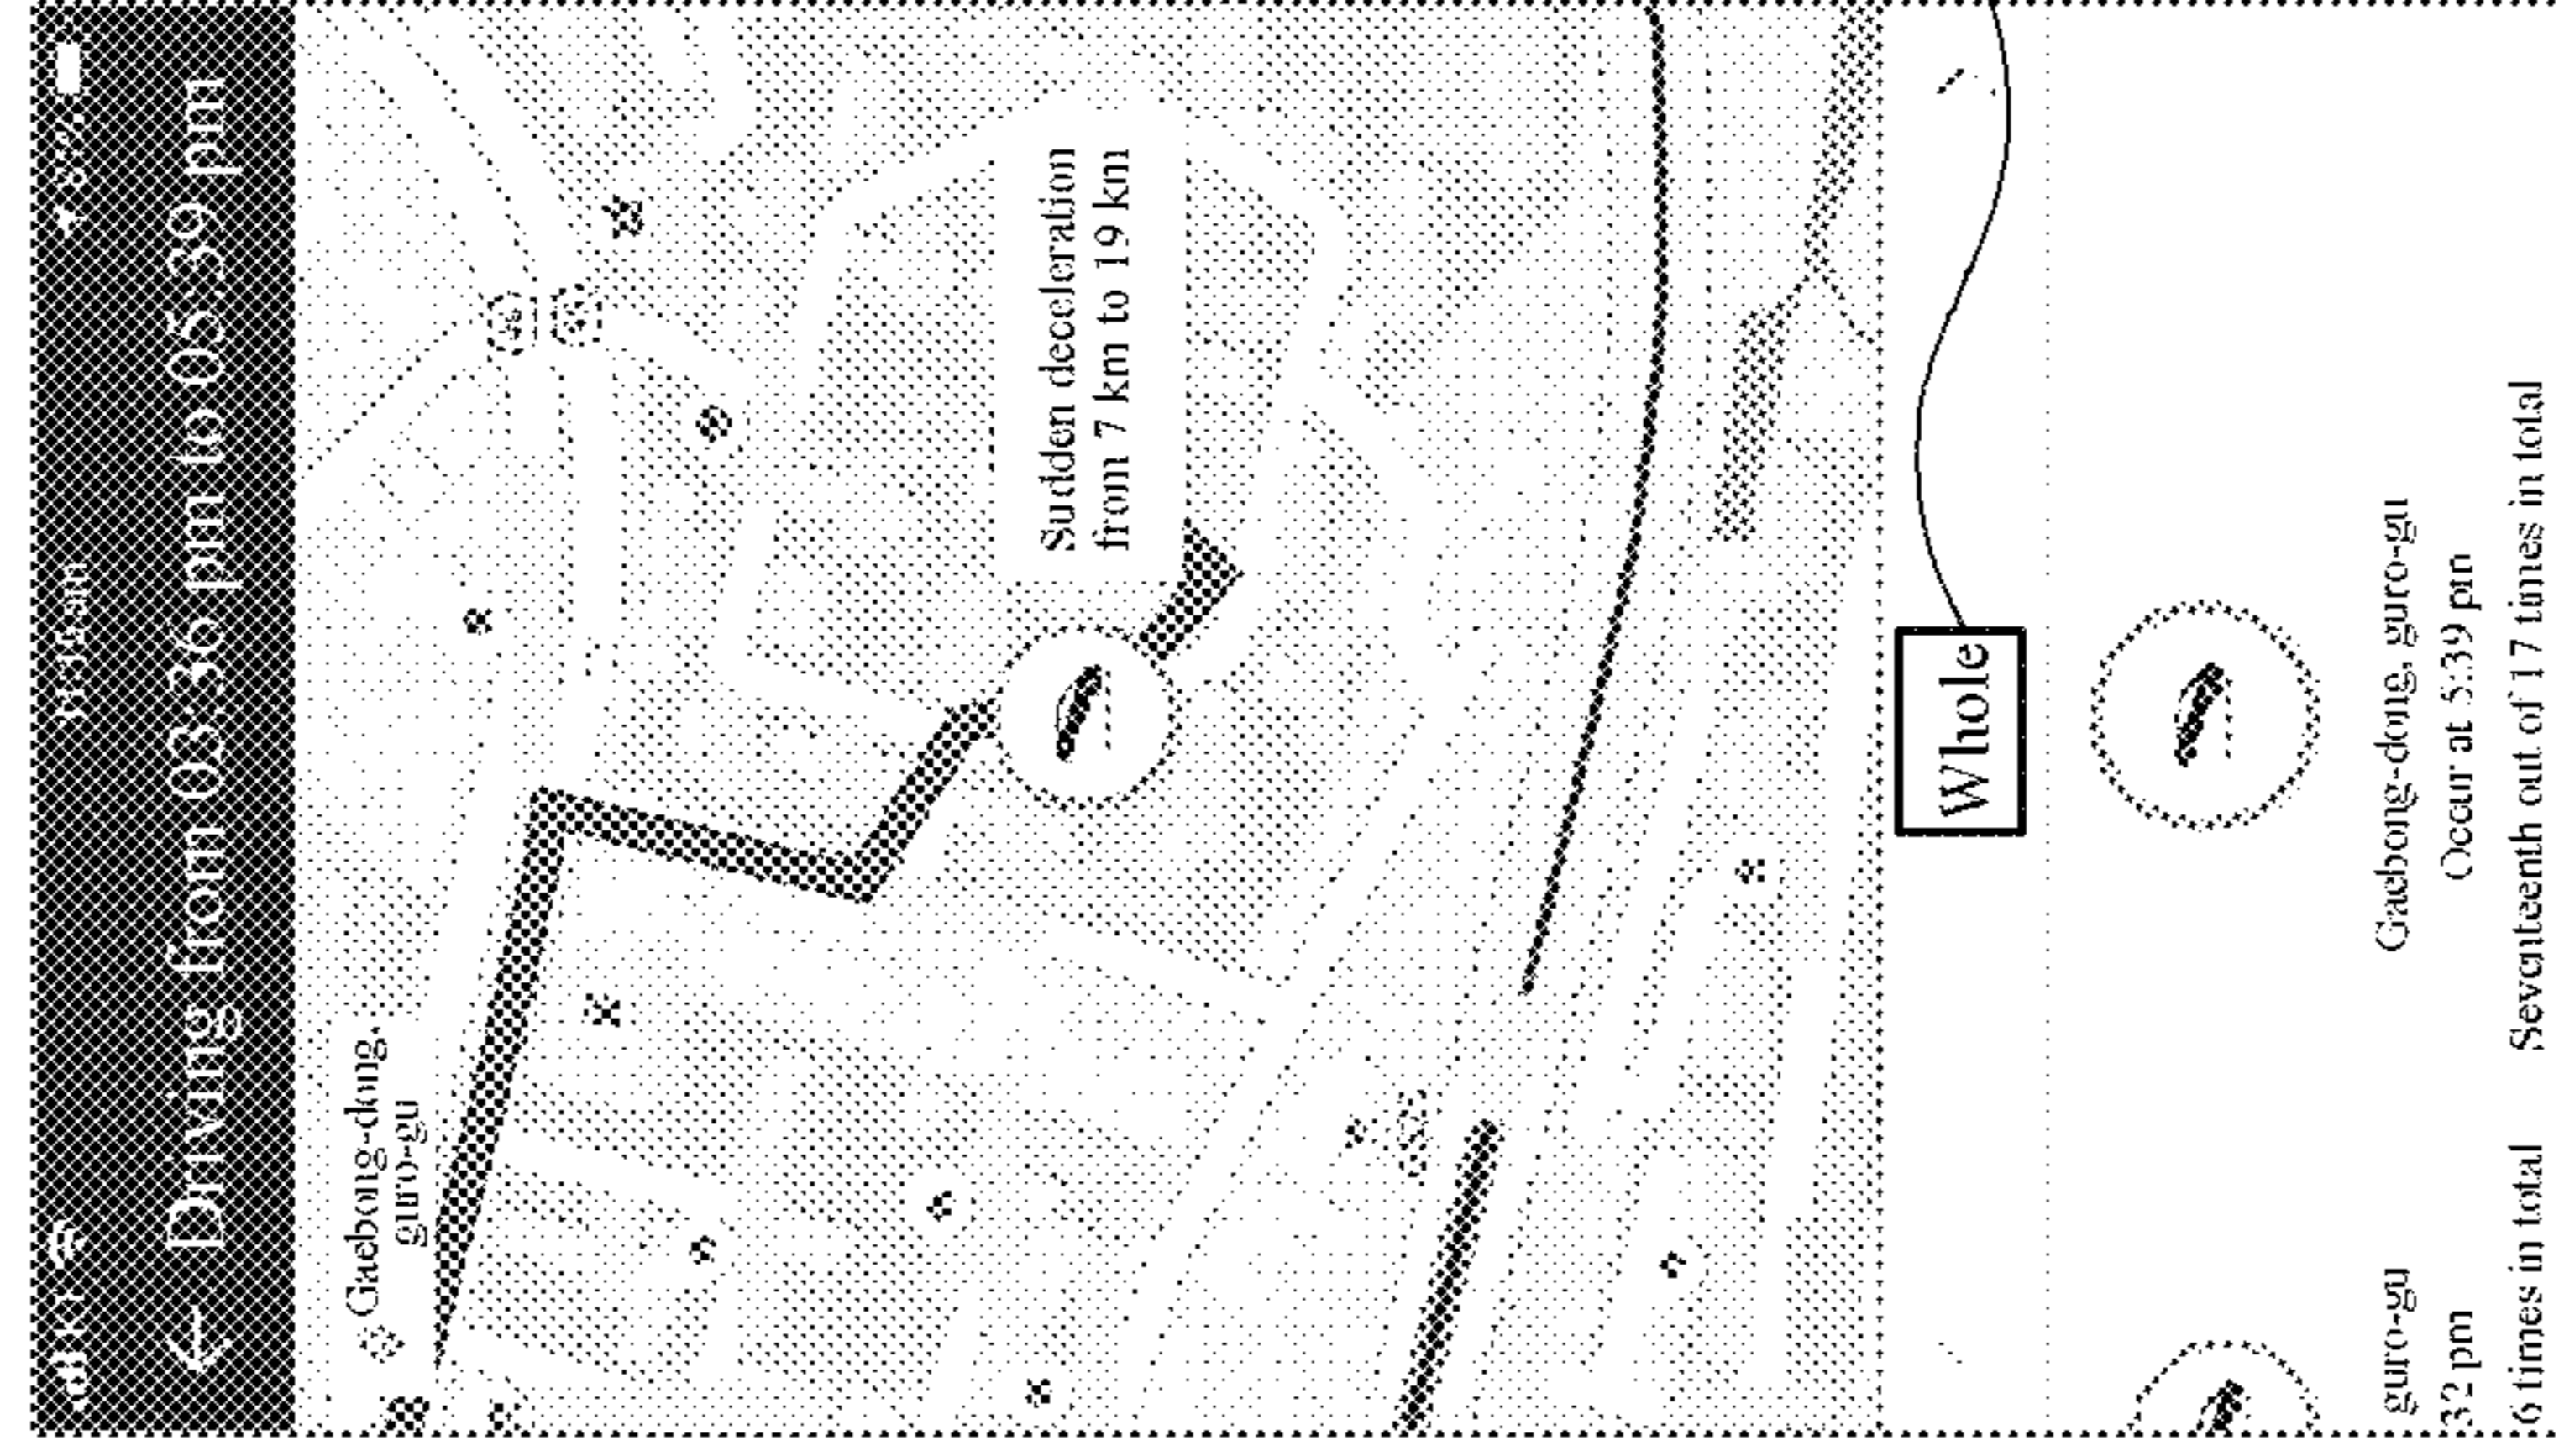 KT
87%
← Driving from 03:36 pm to 05:39 pm
Gaebong-dong,
guro-gu
Sudden deceleration
from 7 km to 19 km
Whole
guro-gu
32 pm
6 times in total
Gaebong-dong, guro-gu
Occur at 5:39 pm
Seventeenth out of 17 times in total